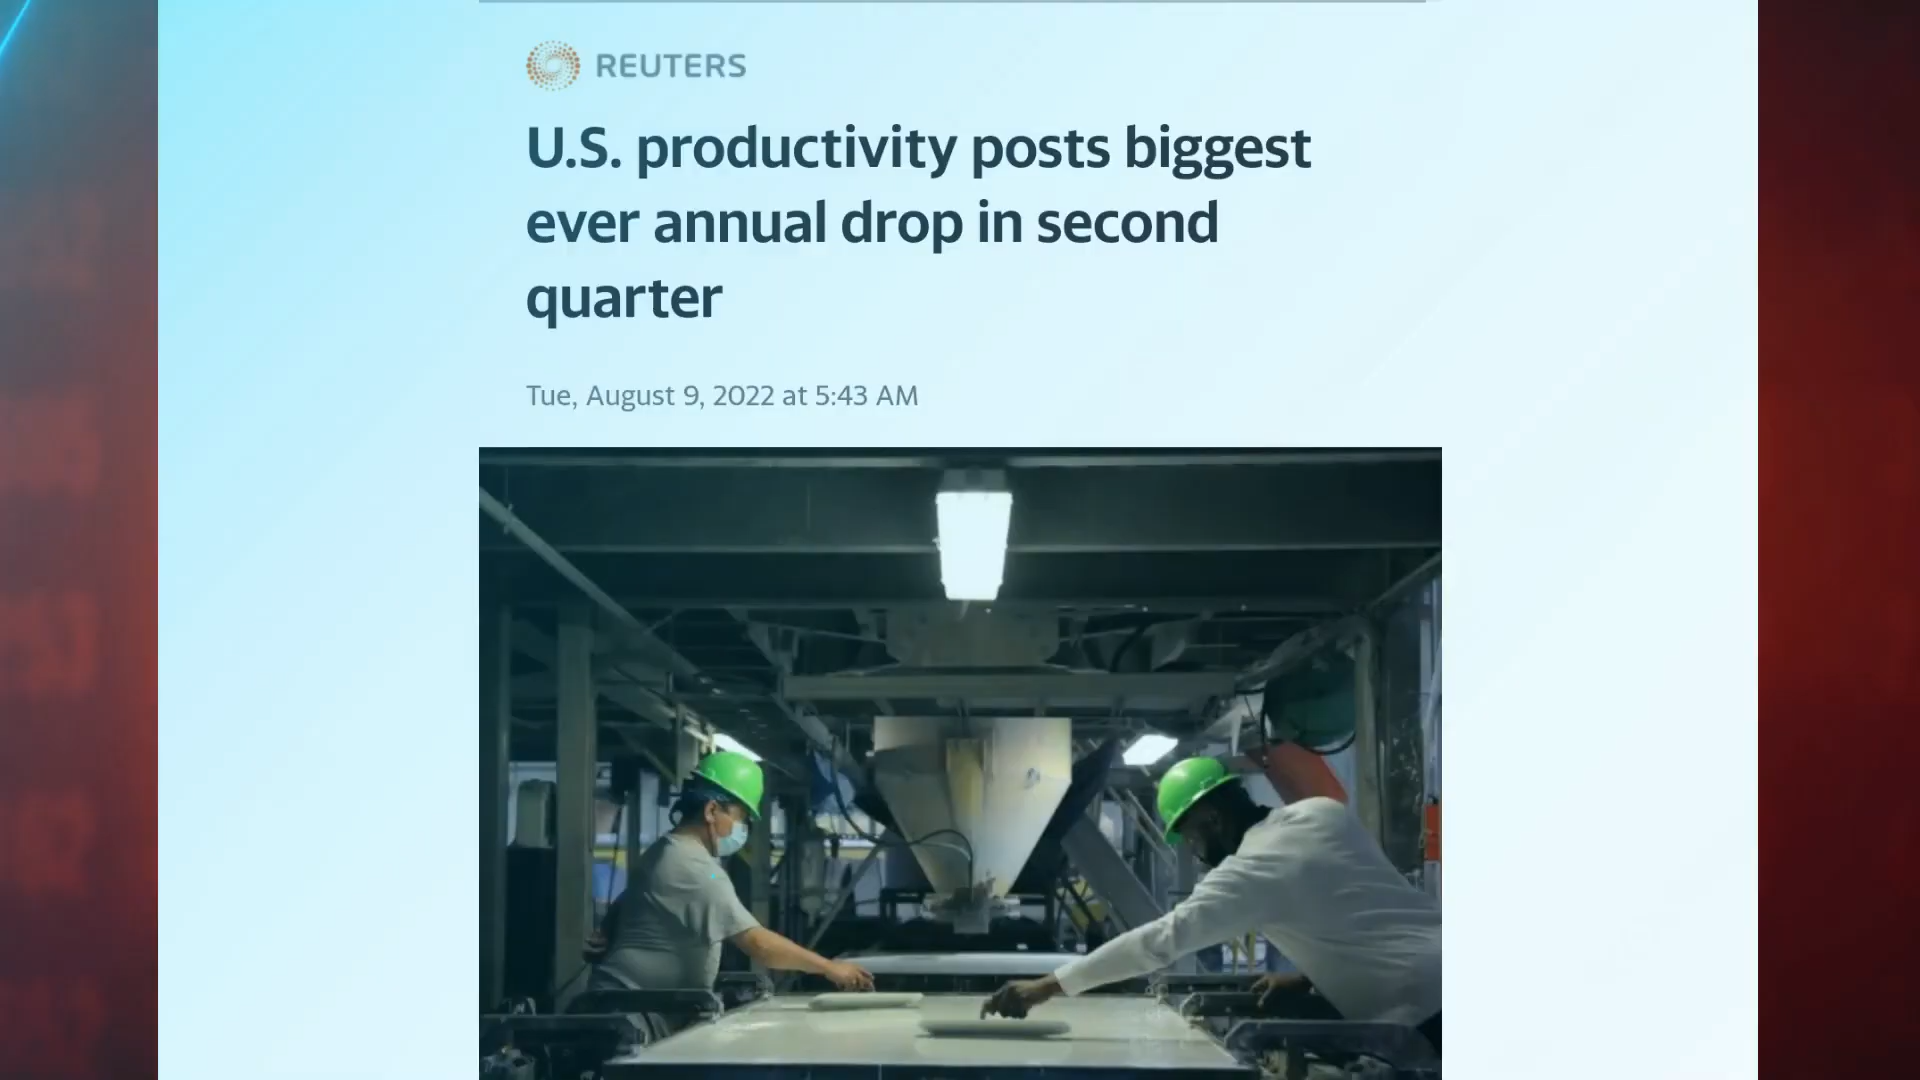 REUTERS
U.S. productivity posts biggest
ever annual drop in second
quarter
Tue, August 9, 2022 at 5:43 AM